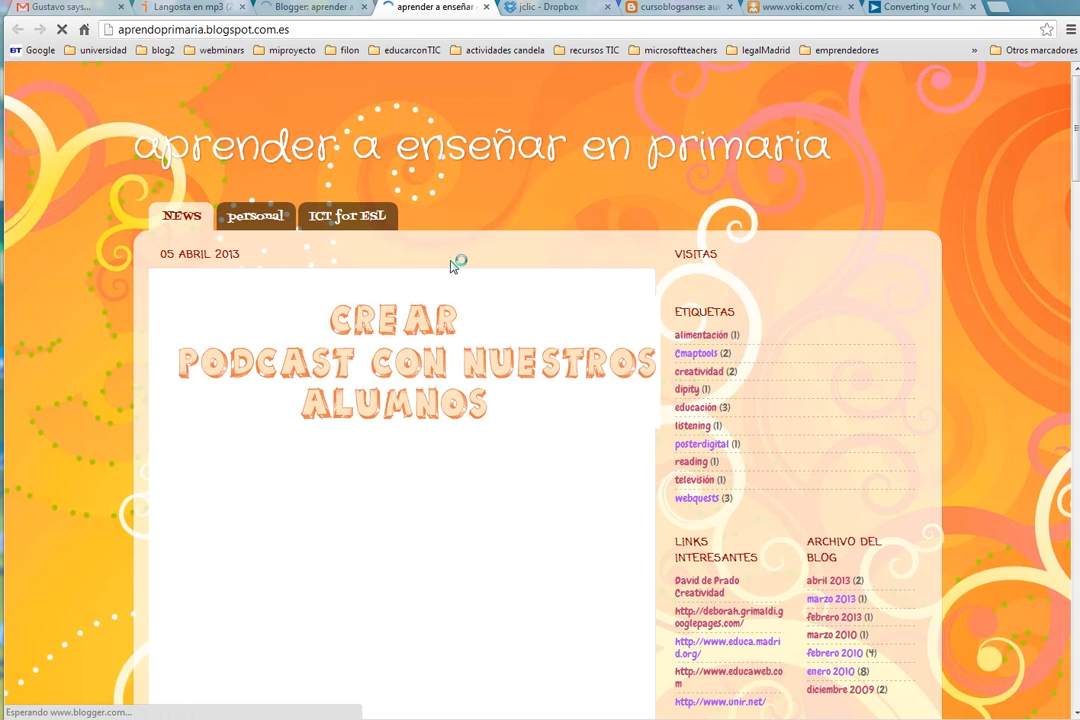 Gustavo says...
Langosta en mp3 (2
Blogger: aprender a
aprender a enseñar
jclic - Dropbox
cursoblogsanse: au
www.voki.com/cre
Converting Your M
aprendoprimaria.blogspot.com.es
BT Google universidad blog2 webminars miproyecto filon educarconTIC actividades candela recursos TIC microsoftteachers legalMadrid emprendedores » Otros marcadores
aprender a enseñar en primaria
NEWS personal ICT for ESL
05 ABRIL 2013
CREAR
PODCAST CON NUESTROS
ALUMNOS
VISITAS
ETIQUETAS
alimentación (1)
Cmaptools (2)
creatividad (2)
dipity (1)
educación (3)
listening (1)
posterdigital (1)
reading (1)
televisión (1)
webquests (3)
LINKS
INTERESANTES
David de Prado
Creatividad
http://deborah.grimaldi.g
ooglepages.com/
http://www.educa.madri
d.org/
http://www.educaweb.co
m
http://www.unir.net/
ARCHIVO DEL
BLOG
abril 2013 (2)
marzo 2013 (1)
febrero 2013 (1)
marzo 2010 (1)
febrero 2010 (4)
enero 2010 (8)
diciembre 2009 (2)
Esperando www.blogger.com...